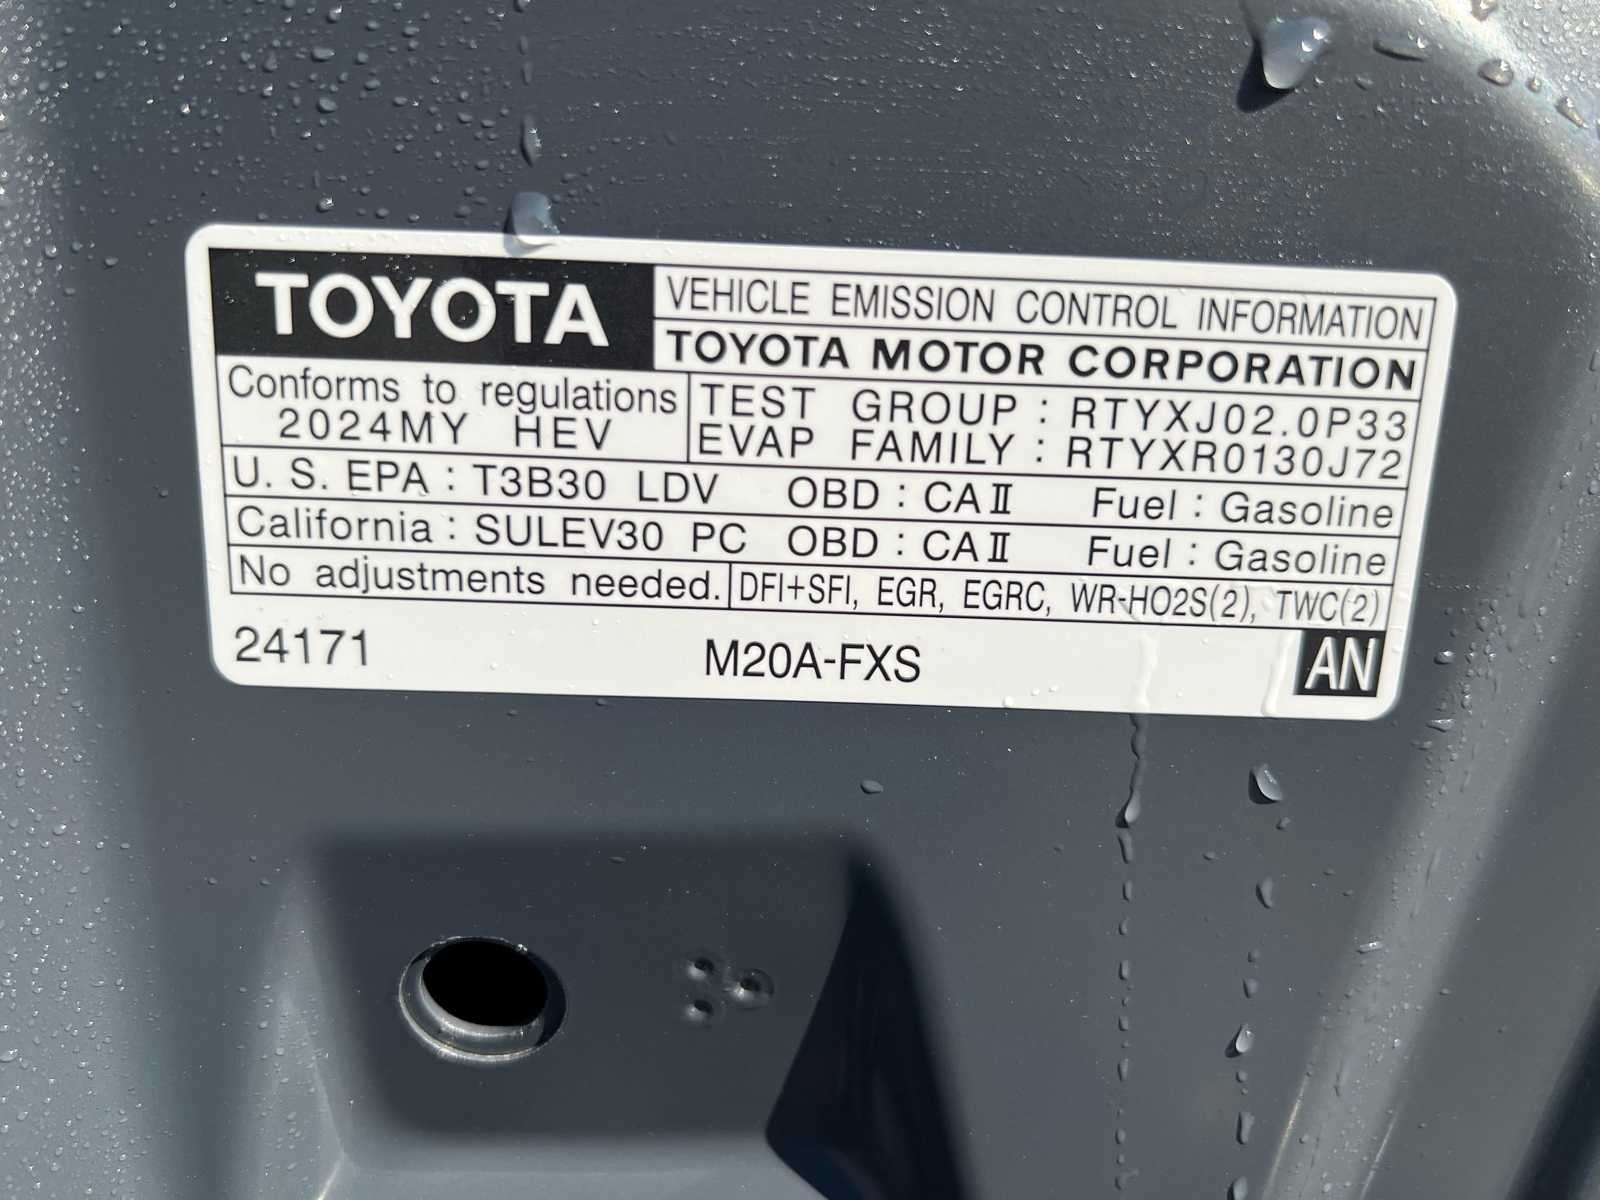 TOYOTA
VEHICLE EMISSION CONTROL INFORMATION
TOYOTA MOTOR CORPORATION
Conforms to regulations
2024MY HEV
TEST GROUP : RTYXJ02.0P33
EVAP FAMILY : RTYXR0130J72
U. S. EPA : T3B30 LDV OBD : CAⅡ Fuel : Gasoline
California : SULEV30 PC OBD : CAⅡ Fuel : Gasoline
No adjustments needed.
DFI+SFI, EGR, EGRC, WR-HO2S(2), TWC(2)
24171
M20A-FXS
AN